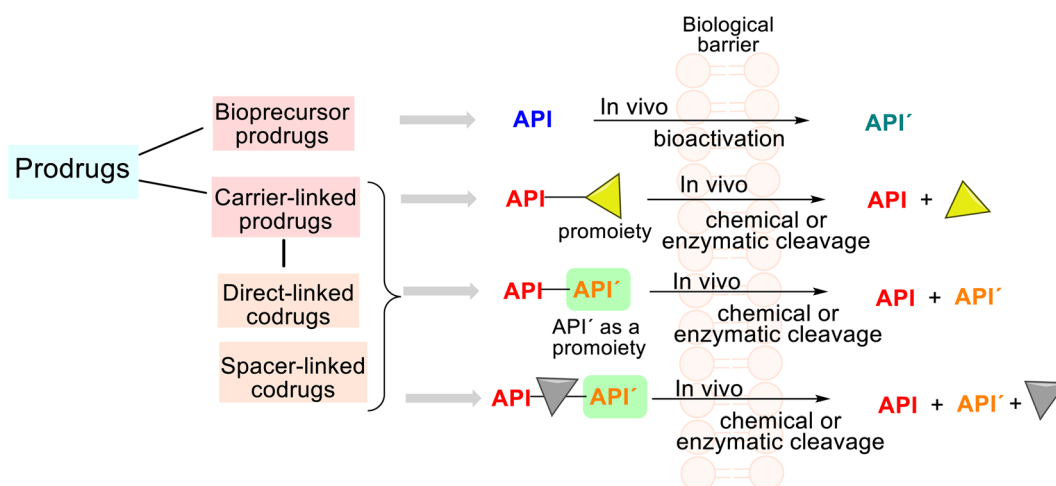 Biological
barrier
Prodrugs
Bioprecursor
prodrugs
API
In vivo
bioactivation
API´
Carrier-linked
prodrugs
API
promoiety
In vivo
chemical or
enzymatic cleavage
API +
Direct-linked
codrugs
API API´
API´ as a
promoiety
In vivo
chemical or
enzymatic cleavage
API + API´
Spacer-linked
codrugs
API API´
In vivo
chemical or
enzymatic cleavage
API + API´ +